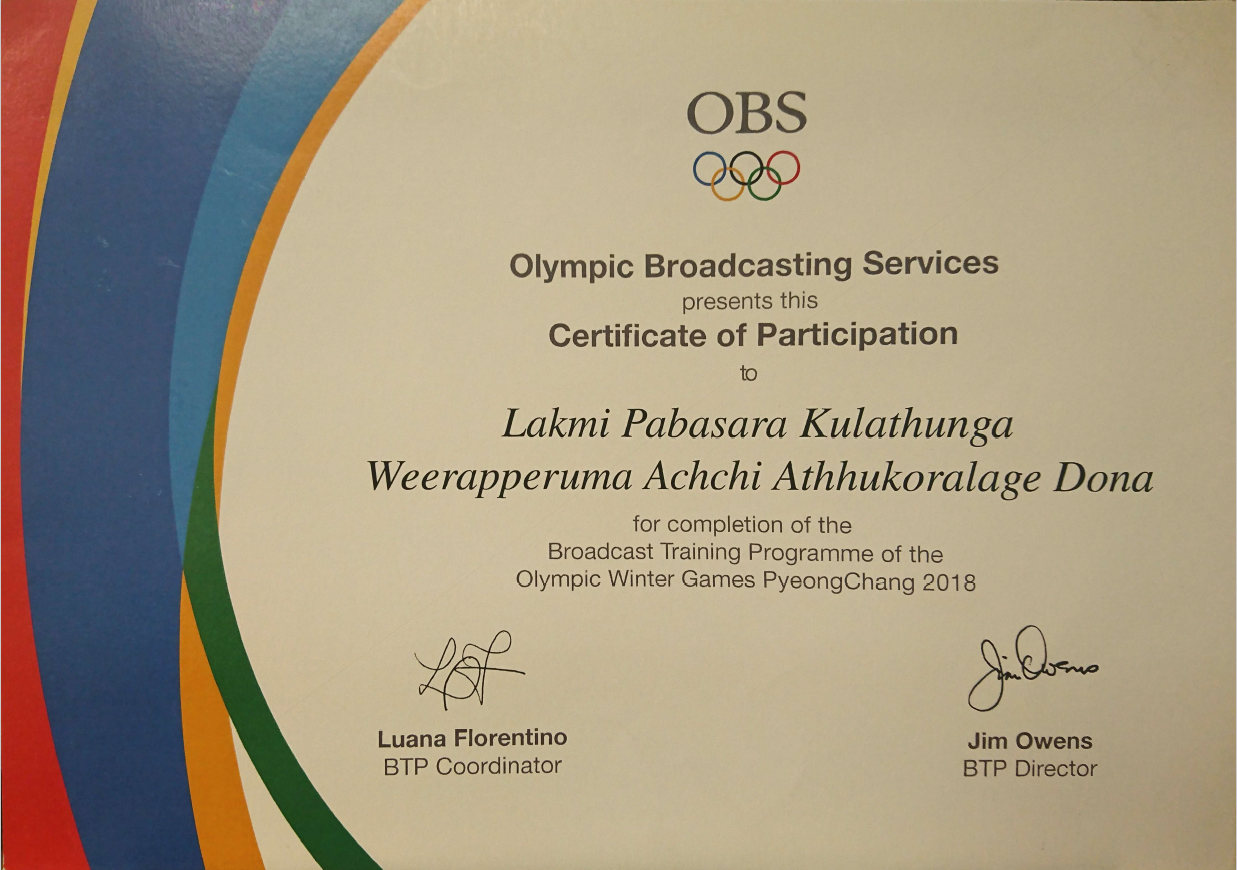 OBS
Olympic Broadcasting Services
presents this
Certificate of Participation
to
Lakmi Pabasara Kulathunga
Weerapperuma Achchi Athhukoralage Dona
for completion of the
Broadcast Training Programme of the
Olympic Winter Games PyeongChang 2018
Jim Owens
Luana Florentino
BTP Coordinator
Jim Owens
BTP Director